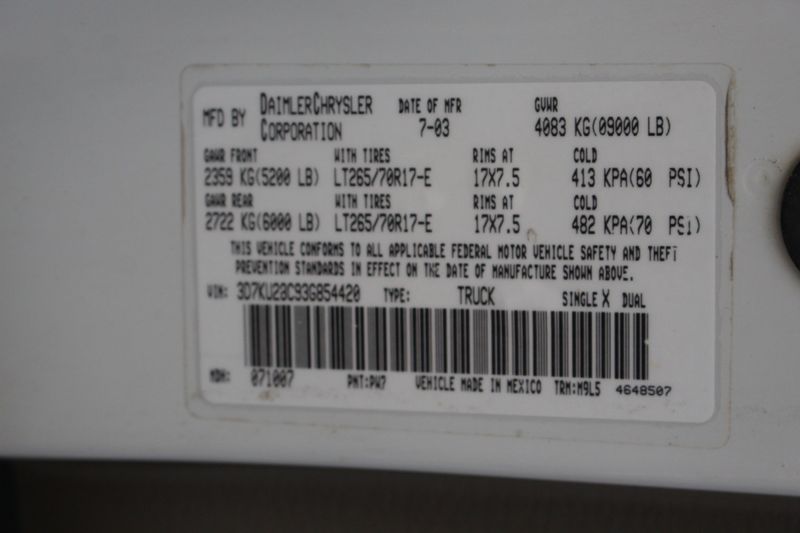 MFD BY DAIMLERCHRYSLER CORPORATION DATE OF MFR 7-03 GVWR 4083 KG(09000 LB)
GAWR FRONT WITH TIRES RIMS AT COLD
2359 KG(5200 LB) LT265/70R17-E 17X7.5 413 KPA(60 PSI)
GAWR REAR WITH TIRES RIMS AT COLD
2722 KG(6000 LB) LT265/70R17-E 17X7.5 482 KPA(70 PSI)
THIS VEHICLE CONFORMS TO ALL APPLICABLE FEDERAL MOTOR VEHICLE SAFETY AND THEFT
PREVENTION STANDARDS IN EFFECT ON THE DATE OF MANUFACTURE SHOWN ABOVE.
VIN: 3D7KU28C93G854420 TYPE: TRUCK SINGLE X DUAL
MDH: 071007 PNT:PW7 VEHICLE MADE IN MEXICO TRM:M9L5 4648507